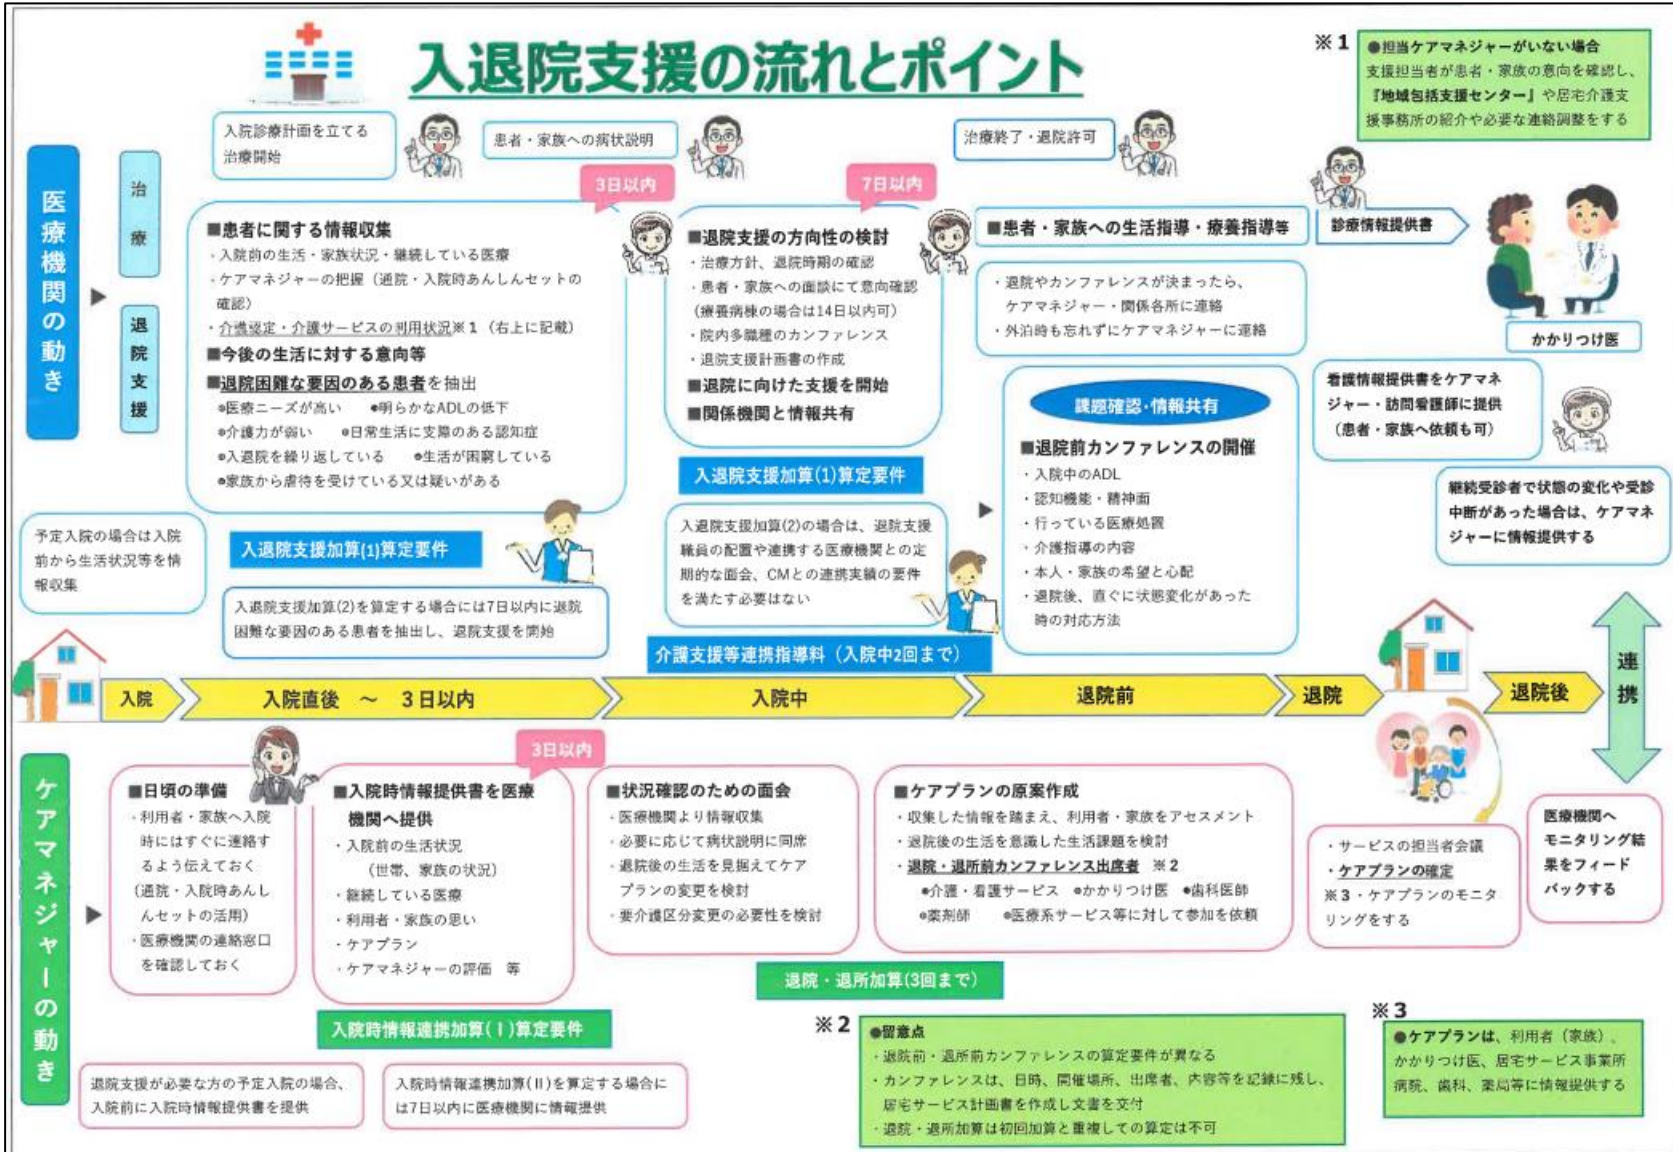 入退院支援の流れとポイント
※1
●担当ケアマネジャーがいない場合
支援担当者が患者・家族の意向を確認し、
『地域包括支援センター』や居宅介護支
援事務所の紹介や必要な連絡調整をする
医療機関の動き
治療
退院支援
入院診療計画を立てる
治療開始
患者・家族への病状説明
治療終了・退院許可
3日以内
■患者に関する情報収集
・入院前の生活・家族状況・継続している医療
・ケアマネジャーの把握（通院・入院時あんしんセットの
確認）
・介護認定・介護サービスの利用状況※1（右上に記載）
■今後の生活に対する意向等
■退院困難な要因のある患者を抽出
●医療ニーズが高い　●明らかなADLの低下
●介護力が弱い　●日常生活に支障のある認知症
●入退院を繰り返している　●生活が困窮している
●家族から虐待を受けている又は疑いがある
予定入院の場合は入院
前から生活状況等を情
報収集
入退院支援加算(1)算定要件
入退院支援加算(2)を算定する場合には7日以内に退院
困難な要因のある患者を抽出し、退院支援を開始
7日以内
■退院支援の方向性の検討
・治療方針、退院時期の確認
・患者・家族への面談にて意向確認
（療養病棟の場合は14日以内可）
・院内多職種のカンファレンス
・退院支援計画書の作成
■退院に向けた支援を開始
■関係機関と情報共有
入退院支援加算(1)算定要件
入退院支援加算(2)の場合は、退院支援
職員の配置や連携する医療機関との定
期的な面会、CMとの連携実績の要件
を満たす必要はない
介護支援等連携指導料（入院中2回まで）
■患者・家族への生活指導・療養指導等
・退院やカンファレンスが決まったら、
ケアマネジャー・関係各所に連絡
・外泊時も忘れずにケアマネジャーに連絡
課題確認・情報共有
■退院前カンファレンスの開催
・入院中のADL
・認知機能・精神面
・行っている医療処置
・介護指導の内容
・本人・家族の希望と心配
・退院後、直ぐに状態変化があった
時の対応方法
診療情報提供書
かかりつけ医
看護情報提供書をケアマネ
ジャー・訪問看護師に提供
（患者・家族へ依頼も可）
継続受診者で状態の変化や受診
中断があった場合は、ケアマネ
ジャーに情報提供する
入院
入院直後　～　3日以内
入院中
退院前
退院
退院後
連携
ケアマネジャーの動き
■日頃の準備
・利用者・家族へ入院
時にはすぐに連絡す
るよう伝えておく
（通院・入院時あんし
んセットの活用）
・医療機関の連絡窓口
を確認しておく
3日以内
■入院時情報提供書を医療
機関へ提供
・入院前の生活状況
（世帯、家族の状況）
・継続している医療
・利用者・家族の思い
・ケアプラン
・ケアマネジャーの評価　等
■状況確認のための面会
・医療機関より情報収集
・必要に応じて病状説明に同席
・退院後の生活を見据えてケア
プランの変更を検討
・要介護区分変更の必要性を検討
■ケアプランの原案作成
・収集した情報を踏まえ、利用者・家族をアセスメント
・退院後の生活を意識した生活課題を検討
・退院・退所前カンファレンス出席者　※2
●介護・看護サービス　●かかりつけ医　●歯科医師
●薬剤師　●医療系サービス等に対して参加を依頼
・サービスの担当者会議
・ケアプランの確定
※3・ケアプランのモニタ
リングをする
医療機関へ
モニタリング結
果をフィード
バックする
退院・退所加算(3回まで)
入院時情報連携加算(Ⅰ)算定要件
退院支援が必要な方の予定入院の場合、
入院前に入院時情報提供書を提供
入院時情報連携加算(II)を算定する場合に
は7日以内に医療機関に情報提供
※2
●留意点
・退院前・退所前カンファレンスの算定要件が異なる
・カンファレンスは、日時、開催場所、出席者、内容等を記録に残し、
居宅サービス計画書を作成し文書を交付
・退院・退所加算は初回加算と重複しての算定は不可
※3
●ケアプランは、利用者（家族）、
かかりつけ医、居宅サービス事業所
病院、歯科、薬局等に情報提供する